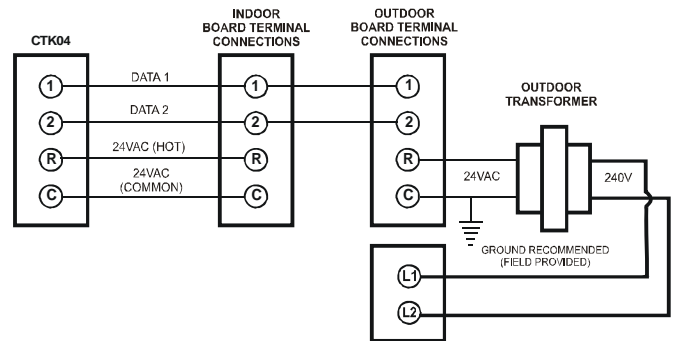 CTK04
INDOOR
BOARD TERMINAL
CONNECTIONS
OUTDOOR
BOARD TERMINAL
CONNECTIONS
OUTDOOR
TRANSFORMER
1
DATA 1
1
1
2
DATA 2
2
2
R
24VAC (HOT)
R
R
24VAC
240V
C
24VAC
(COMMON)
C
C
GROUND RECOMMENDED
(FIELD PROVIDED)
L1
L2